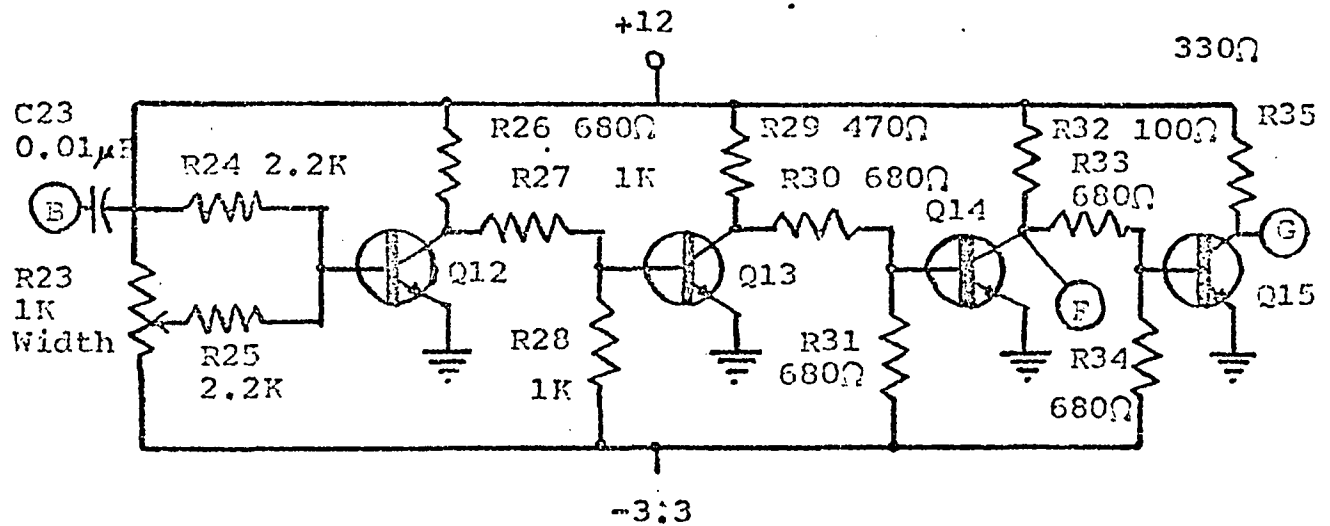 +12
330Ω
C23
0.01μF
R24 2.2K
R26 680Ω
R27 1K
R29 470Ω
R30 680Ω
R32 100Ω
R33
680Ω
R35
B
Q12
Q13
Q14
F
G
Q15
R23
1K
Width
R25
2.2K
R28
1K
R31
680Ω
R34
680Ω
-3.3